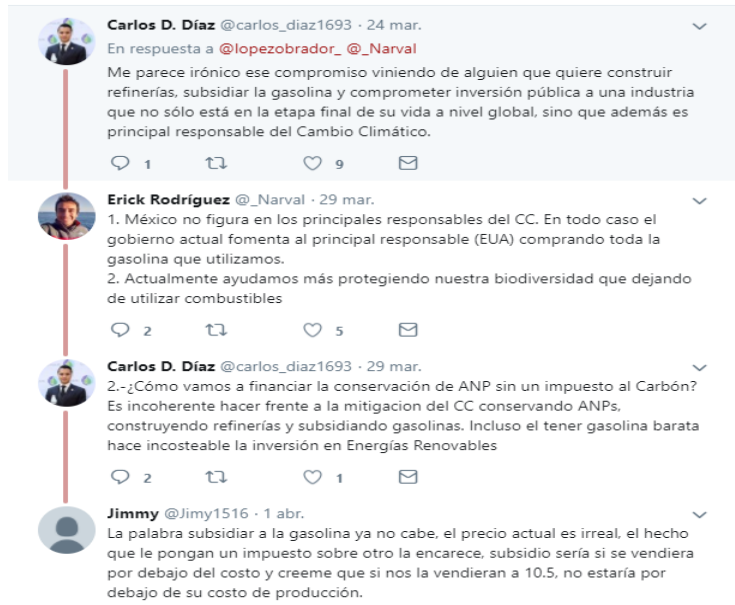 Carlos D. Díaz @carlos_diaz1693 · 24 mar.
En respuesta a @lopezobrador_ @_Narval
Me parece irónico ese compromiso viniendo de alguien que quiere construir
refinerías, subsidiar la gasolina y comprometer inversión pública a una industria
que no sólo está en la etapa final de su vida a nivel global, sino que además es
principal responsable del Cambio Climático.
1 9
Erick Rodríguez @_Narval · 29 mar.
1. México no figura en los principales responsables del CC. En todo caso el
gobierno actual fomenta al principal responsable (EUA) comprando toda la
gasolina que utilizamos.
2. Actualmente ayudamos más protegiendo nuestra biodiversidad que dejando
de utilizar combustibles
2 5
Carlos D. Díaz @carlos_diaz1693 · 29 mar.
2.-¿Cómo vamos a financiar la conservación de ANP sin un impuesto al Carbón?
Es incoherente hacer frente a la mitigacion del CC conservando ANPs,
construyendo refinerías y subsidiando gasolinas. Incluso el tener gasolina barata
hace incosteable la inversión en Energías Renovables
2 1
Jimmy @Jimy1516 · 1 abr.
La palabra subsidiar a la gasolina ya no cabe, el precio actual es irreal, el hecho
que le pongan un impuesto sobre otro la encarece, subsidio sería si se vendiera
por debajo del costo y creeme que si nos la vendieran a 10.5, no estaría por
debajo de su costo de producción.